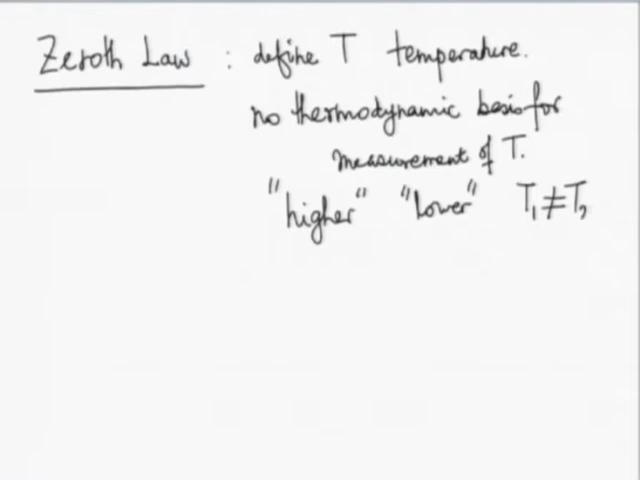 Zeroth Law : define T temperature.
no thermodynamic basis for
measurement of T.
"higher" "lower" T₁ ≠ T₂